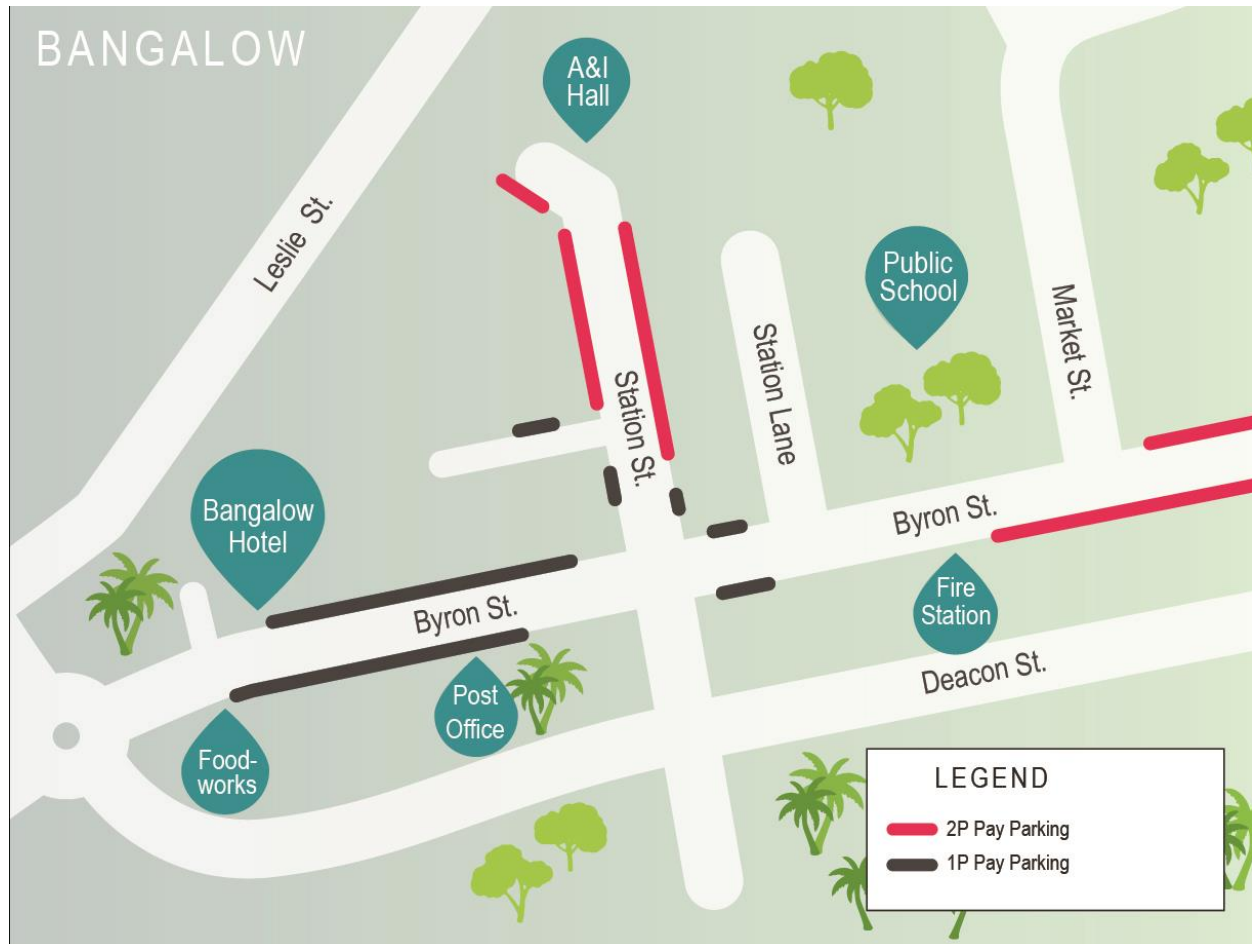 BANGALOW
A&I
Hall
Leslie St.
Public
School
Market St.
Station St.
Station Lane
Bangalow
Hotel
Byron St.
Byron St.
Fire
Station
Post
Office
Deacon St.
Food-
works
LEGEND
2P Pay Parking
1P Pay Parking